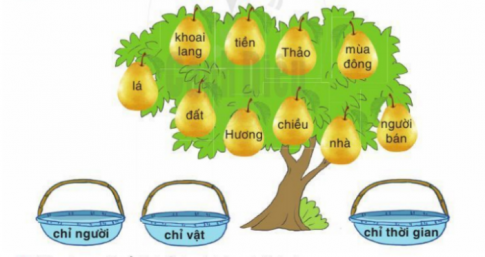 khoai
lang
tiền
Thảo
mùa
đông
lá
đất
Hương
chiều
nhà
người
bán
chỉ người
chỉ vật
chỉ thời gian